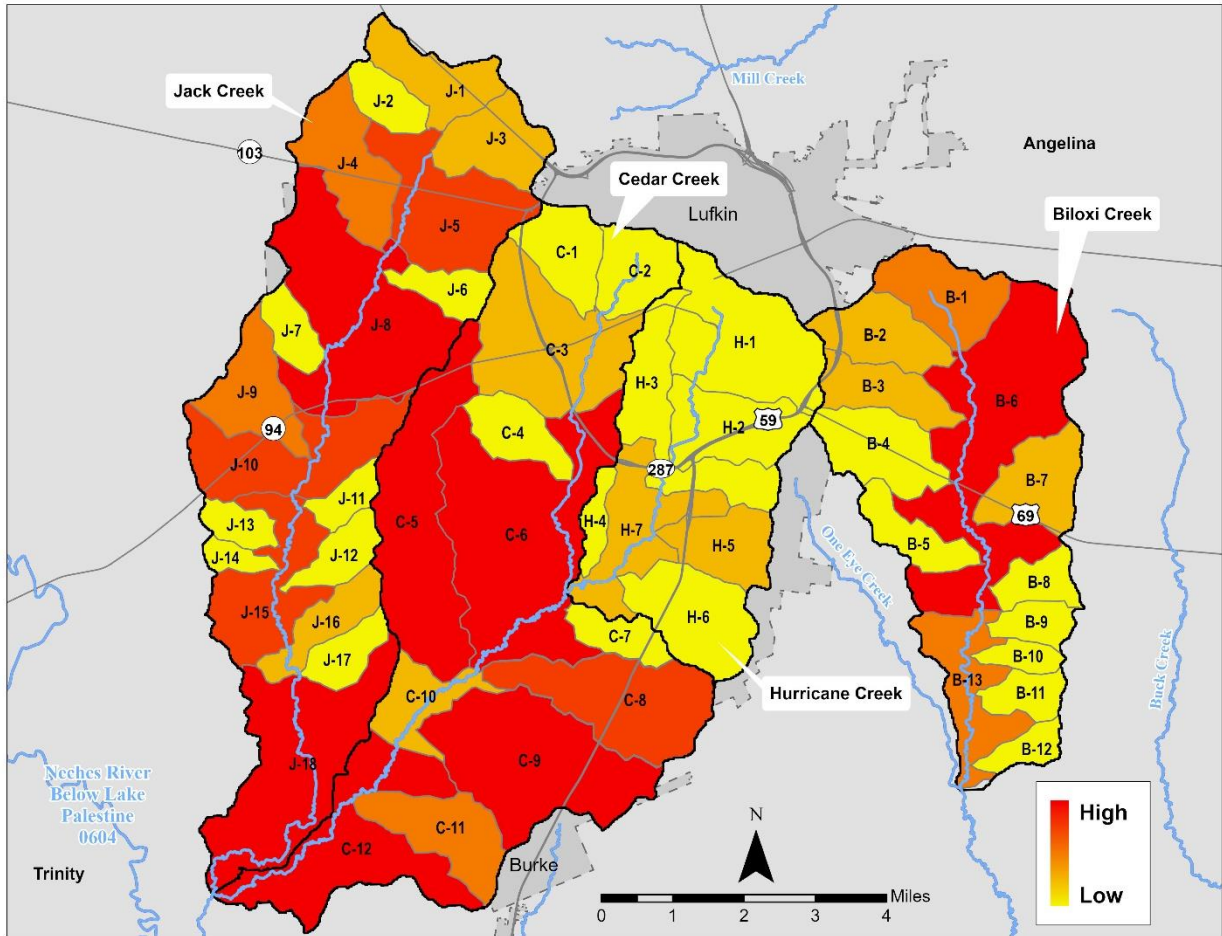 Mill Creek
Jack Creek
J-1
J-2
J-3
J-4
103
Angelina
Cedar Creek
Lufkin
Biloxi Creek
J-5
C-1
C-2
J-6
B-1
J-7
J-8
C-3
H-1
B-2
H-3
B-3
B-6
J-9
94
C-4
59
H-2
B-4
J-10
287
B-7
J-11
69
J-13
C-5
C-6
H-4
H-7
H-5
B-5
J-12
J-14
One Eye Creek
B-8
J-15
J-16
H-6
B-9
C-7
J-17
B-10
B-13
B-11
C-10
C-8
Hurricane Creek
Buck Creek
B-12
J-18
C-9
Neches River
Below Lake
Palestine
0604
C-11
C-12
Burke
Trinity
N
Miles
0 1 2 3 4
High
Low